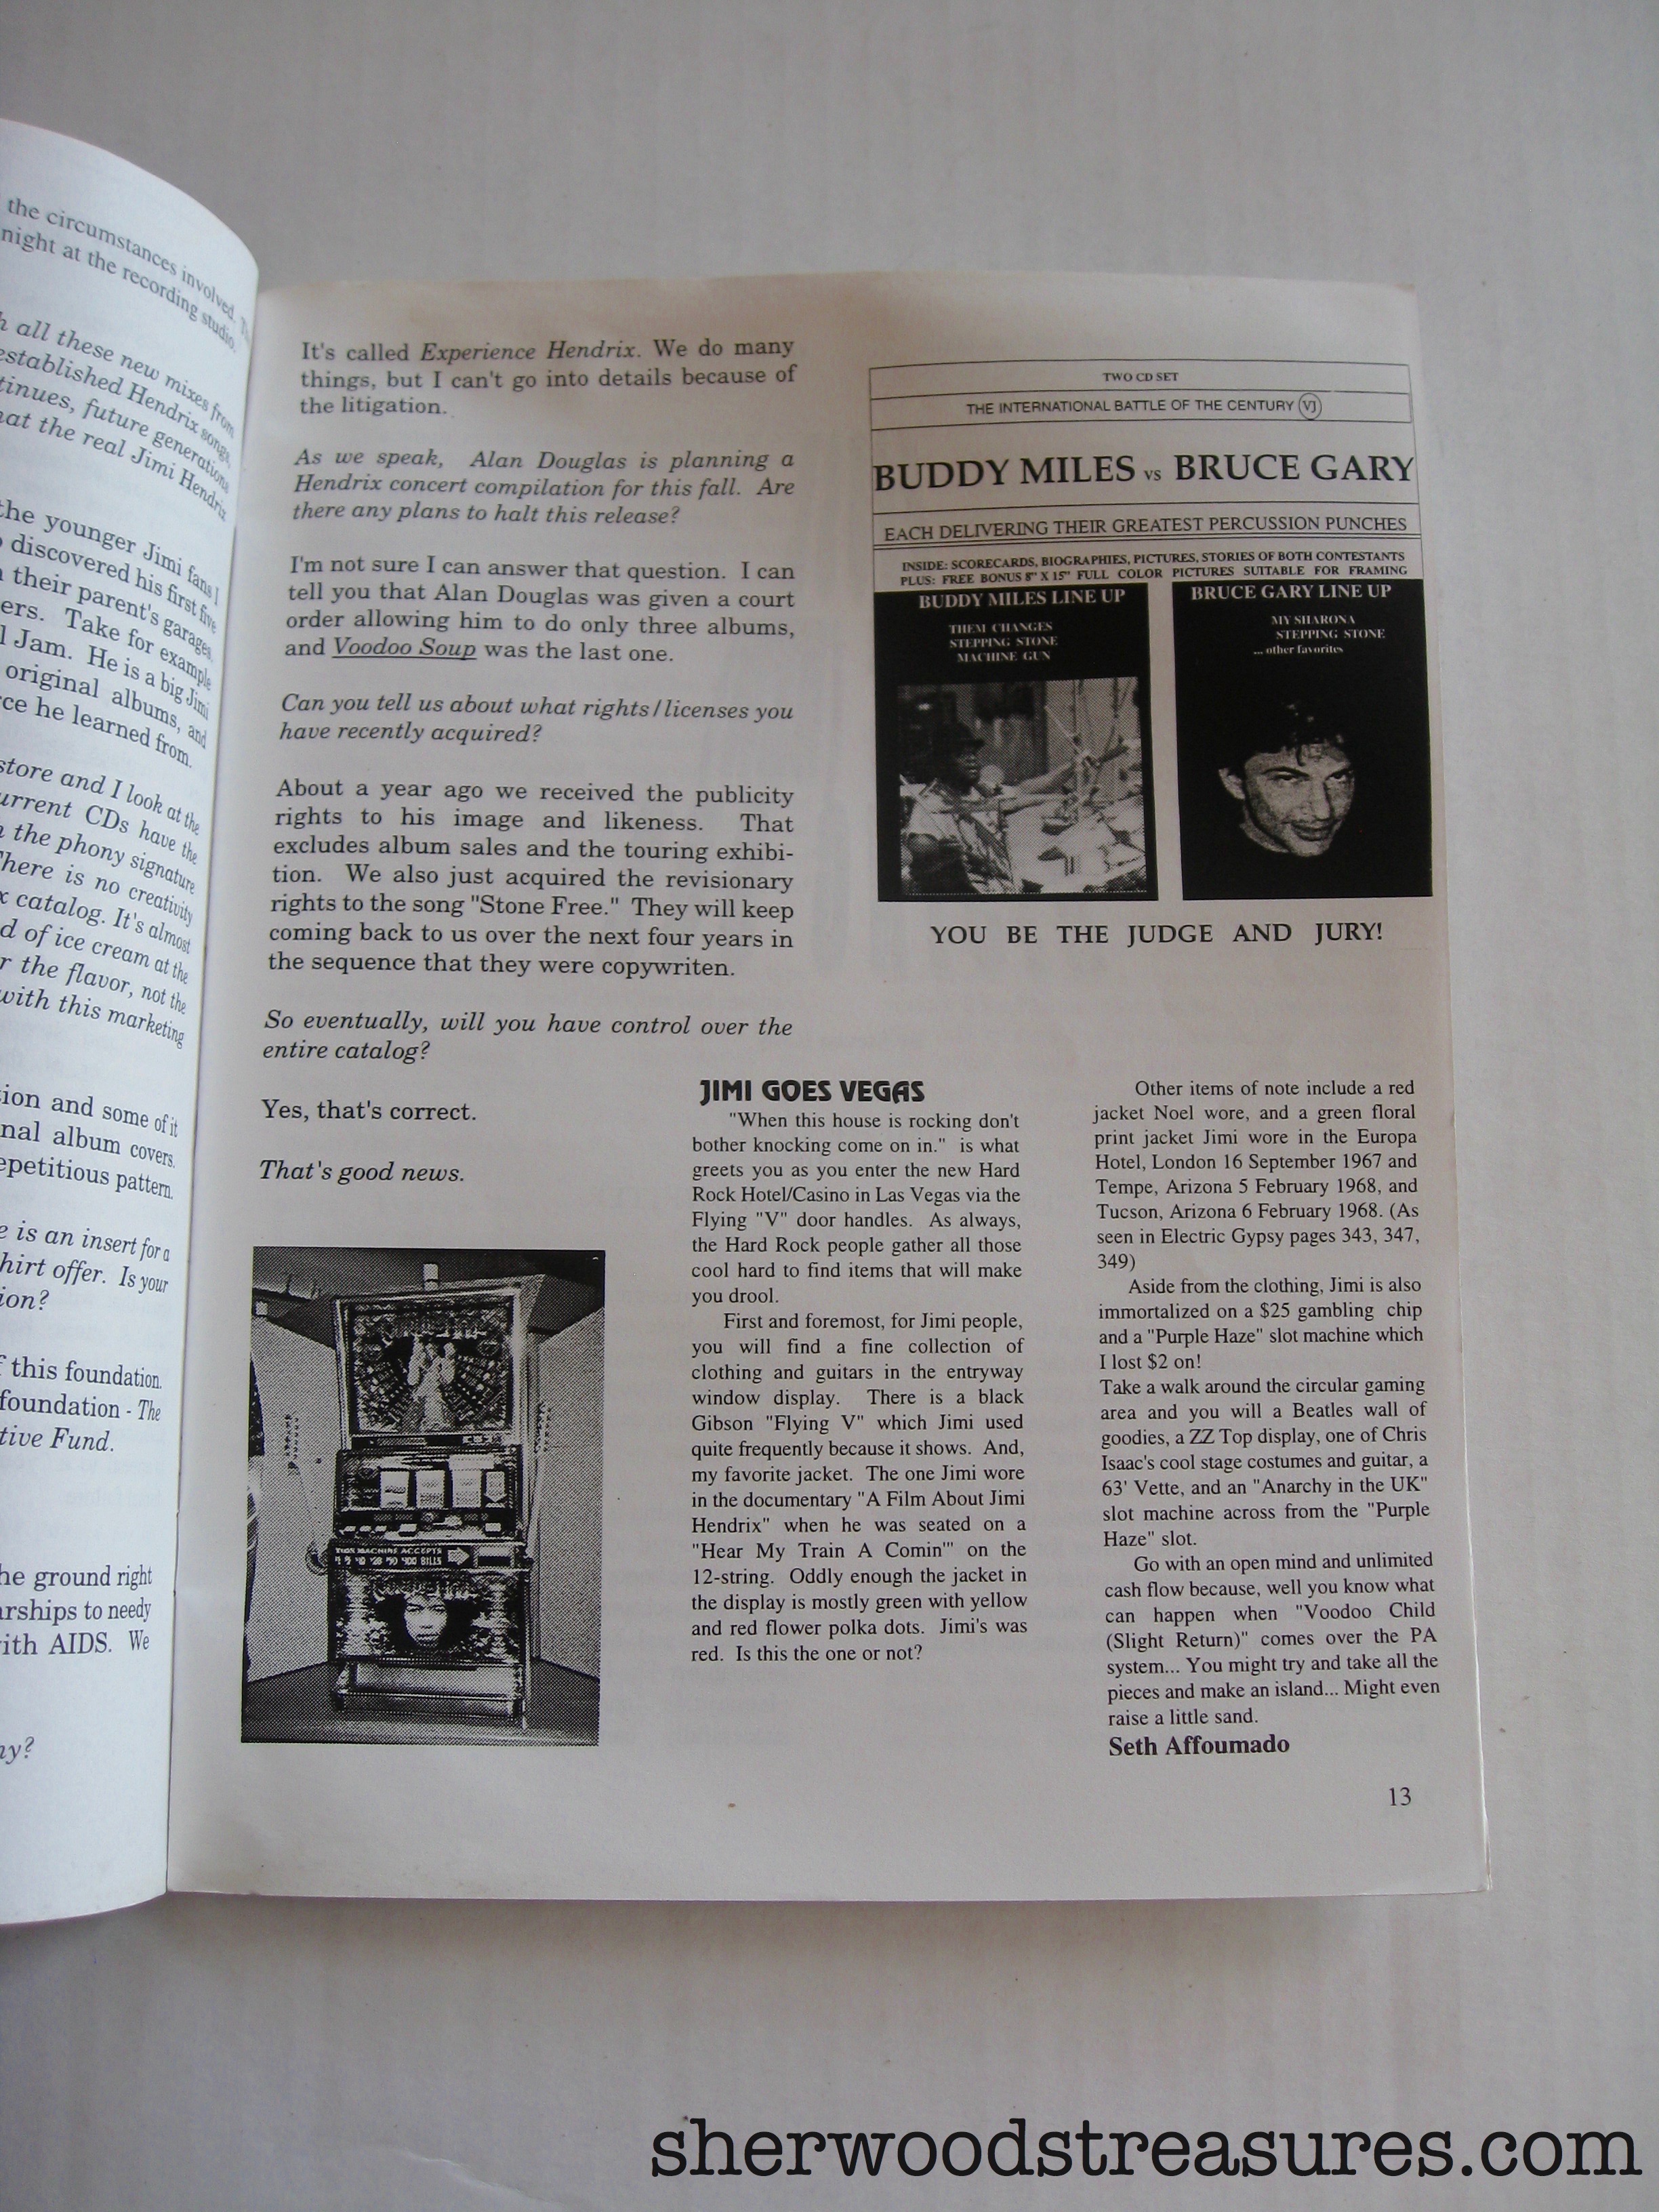 the circumstances involved.
night at the recording studio.
all these new mixes from
established Hendrix songs,
tinues, future generations
hat the real Jimi Hendrix
the younger Jimi fans I
discovered his first five
their parent's garages.
ers. Take for example
l Jam. He is a big Jimi
original albums, and
rce he learned from.
store and I look at the
urrent CDs have the
the phony signature
There is no creativity
x catalog. It's almost
d of ice cream at the
r the flavor, not the
with this marketing
tion and some of it
nal album covers.
epetitious pattern.
e is an insert for a
hirt offer. Is your
ion?
f this foundation.
foundation - The
tive Fund.
he ground right
arships to needy
ith AIDS. We
ny?
It's called Experience Hendrix. We do many
things, but I can't go into details because of
the litigation.
As we speak, Alan Douglas is planning a
Hendrix concert compilation for this fall. Are
there any plans to halt this release?
I'm not sure I can answer that question. I can
tell you that Alan Douglas was given a court
order allowing him to do only three albums,
and Voodoo Soup was the last one.
Can you tell us about what rights/licenses you
have recently acquired?
About a year ago we received the publicity
rights to his image and likeness. That
excludes album sales and the touring exhibi-
tion. We also just acquired the revisionary
rights to the song "Stone Free." They will keep
coming back to us over the next four years in
the sequence that they were copywriten.
So eventually, will you have control over the
entire catalog?
Yes, that's correct.
That's good news.
TWO CD SET
THE INTERNATIONAL BATTLE OF THE CENTURY VJ
BUDDY MILES VS BRUCE GARY
EACH DELIVERING THEIR GREATEST PERCUSSION PUNCHES
INSIDE: SCORECARDS, BIOGRAPHIES, PICTURES, STORIES OF BOTH CONTESTANTS
PLUS: FREE BONUS 8" X 15" FULL COLOR PICTURES SUITABLE FOR FRAMING
BUDDY MILES LINE UP
THEM CHANGES
STEPPING STONE
MACHINE GUN
BRUCE GARY LINE UP
MY SHARONA
STEPPING STONE
... other favorites
YOU BE THE JUDGE AND JURY!
JIMI GOES VEGAS
"When this house is rocking don't
bother knocking come on in." is what
greets you as you enter the new Hard
Rock Hotel/Casino in Las Vegas via the
Flying "V" door handles. As always,
the Hard Rock people gather all those
cool hard to find items that will make
you drool.
First and foremost, for Jimi people,
you will find a fine collection of
clothing and guitars in the entryway
window display. There is a black
Gibson "Flying V" which Jimi used
quite frequently because it shows. And,
my favorite jacket. The one Jimi wore
in the documentary "A Film About Jimi
Hendrix" when he was seated on a
"Hear My Train A Comin'" on the
12-string. Oddly enough the jacket in
the display is mostly green with yellow
and red flower polka dots. Jimi's was
red. Is this the one or not?
Other items of note include a red
jacket Noel wore, and a green floral
print jacket Jimi wore in the Europa
Hotel, London 16 September 1967 and
Tempe, Arizona 5 February 1968, and
Tucson, Arizona 6 February 1968. (As
seen in Electric Gypsy pages 343, 347,
349)
Aside from the clothing, Jimi is also
immortalized on a $25 gambling chip
and a "Purple Haze" slot machine which
I lost $2 on!
Take a walk around the circular gaming
area and you will a Beatles wall of
goodies, a ZZ Top display, one of Chris
Isaac's cool stage costumes and guitar, a
63' Vette, and an "Anarchy in the UK"
slot machine across from the "Purple
Haze" slot.
Go with an open mind and unlimited
cash flow because, well you know what
can happen when "Voodoo Child
(Slight Return)" comes over the PA
system... You might try and take all the
pieces and make an island... Might even
raise a little sand.
Seth Affoumado
MACHINE ACCEPTS
BILLS
13
sherwoodstreasures.com